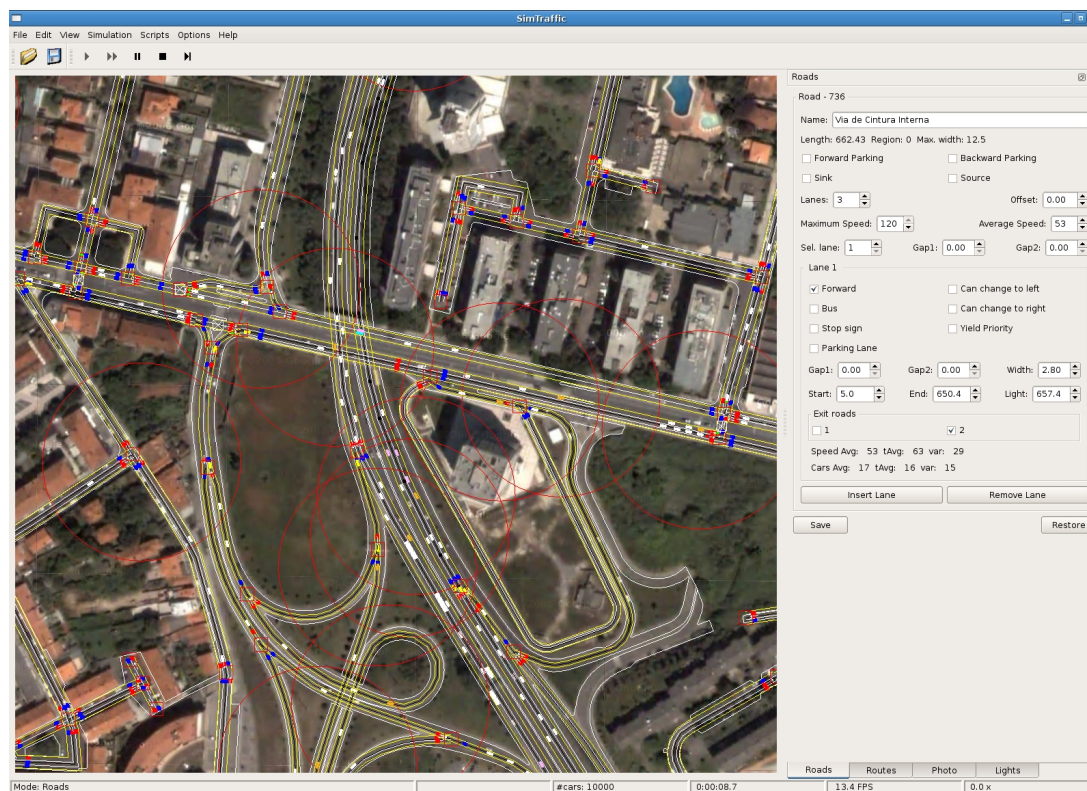 SimTraffic
File Edit View Simulation Scripts Options Help
Roads
Road - 736
Name: Via de Cintura Interna
Length: 662.43 Region: 0 Max. width: 12.5
Forward Parking Backward Parking
Sink Source
Lanes: 3 Offset: 0.00
Maximum Speed: 120 Average Speed: 53
Sel. lane: 1 Gap1: 0.00 Gap2: 0.00
Lane 1
Forward Can change to left
Bus Can change to right
Stop sign Yield Priority
Parking Lane
Gap1: 0.00 Gap2: 0.00 Width: 2.80
Start: 5.0 End: 650.4 Light: 657.4
Exit roads
1 2
Speed Avg: 53 tAvg: 63 var: 29
Cars Avg: 17 tAvg: 16 var: 15
Insert Lane Remove Lane
Save Restore
Roads Routes Photo Lights
Mode: Roads #cars: 10000 0:00:08.7 13.4 FPS 0.0 x